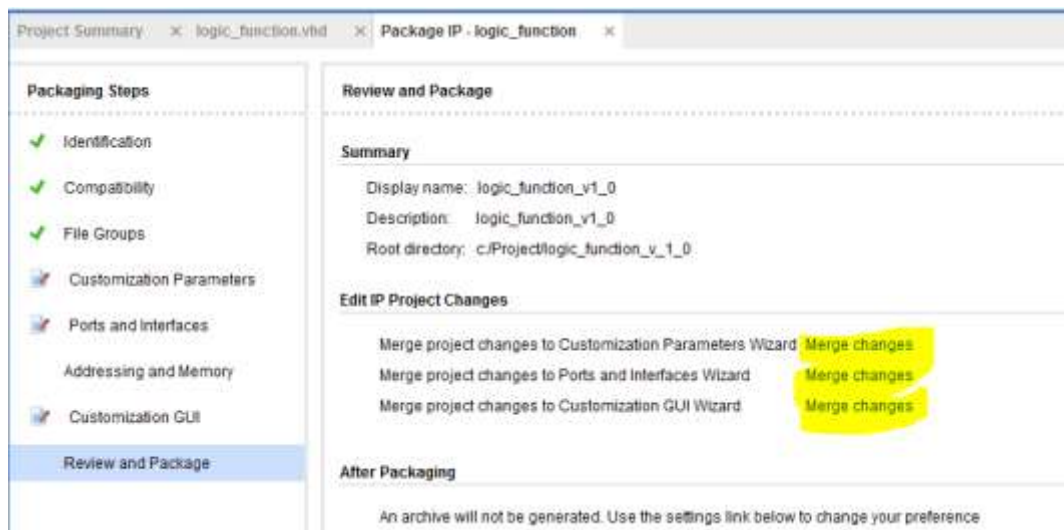 Project Summary × logic_function.vhd × Package IP - logic_function ×
Packaging Steps
Identification
Compatibility
File Groups
Customization Parameters
Ports and Interfaces
Addressing and Memory
Customization GUI
Review and Package
Review and Package
Summary
Display name: logic_function_v1_0
Description: logic_function_v1_0
Root directory: c:/Project/logic_function_v_1_0
Edit IP Project Changes
Merge project changes to Customization Parameters Wizard Merge changes
Merge project changes to Ports and Interfaces Wizard Merge changes
Merge project changes to Customization GUI Wizard Merge changes
After Packaging
An archive will not be generated. Use the settings link below to change your preference